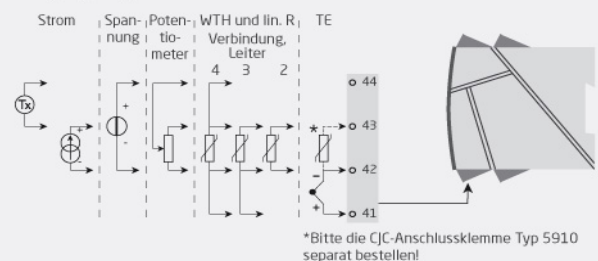 Strom
Span-
nung
Poten-
tio-
meter
WTH und lin. R
Verbindung,
Leiter
4 3 2
TE
Tx
+
-
+
-
*
-
+
44
43
42
41
*Bitte die CJC-Anschlussklemme Typ 5910
separat bestellen!